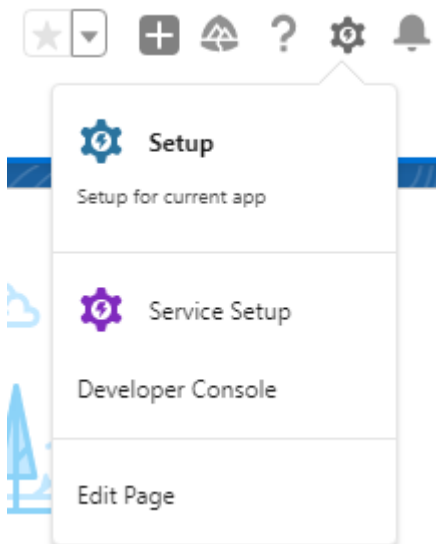 Setup
Setup for current app
Service Setup
Developer Console
Edit Page